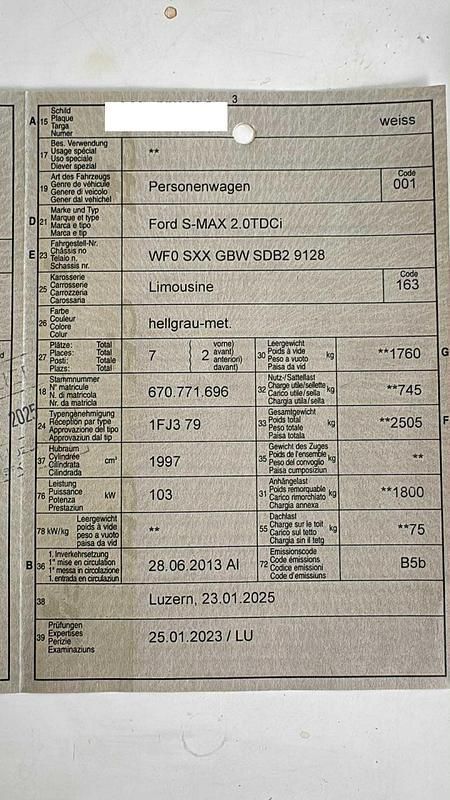 3
A 15 Schild
Plaque
Targa
Numer
weiss
17 Bes. Verwendung
Usage spécial
Uso speciale
Diever spezial
**
19 Art des Fahrzeugs
Genre de véhicule
Genere di veicolo
Gener dal vehichel
Personenwagen
Code
001
D 21 Marke und Typ
Marque et type
Marca e tipo
Marca e tip
Ford S-MAX 2.0TDCi
E 23 Fahrgestell-Nr.
Châssis no
Telaio n.
Schassis nr.
WF0 SXX GBW SDB2 9128
25 Karosserie
Carrosserie
Carrozzeria
Carossaria
Limousine
Code
163
26 Farbe
Couleur
Colore
Colur
hellgrau-met.
27 Plätze: Total
Places: Total
Posti: Totale
Plazs: Total
7
2
vorne)
avant)
anteriori)
davant)
30 Leergewicht
Poids à vide
Peso a vuoto
Paisa da vid
kg
**1760
G
18 Stammnummer
N° matricule
N. di matricola
Nr. da matricla
670.771.696
32 Nutz-/Sattellast
Charge utile/sellette
Carico utile/sella
Chargia utila/sella
kg
**745
24 Typengenehmigung
Réception par type
Approvazione del tipo
Approvaziun dal tip
1FJ3 79
33 Gesamtgewicht
Poids total
Peso totale
Paisa totala
kg
**2505
F
37 Hubraum
Cylindrée
Cilindrata
Cilindrada
cm³
1997
35 Gewicht des Zuges
Poids de l'ensemble
Peso del convoglio
Paisa cumposiziun
kg
**
76 Leistung
Puissance
Potenza
Prestaziun
kW
103
31 Anhängelast
Poids remorquable
Carico rimorchiato
Chargia annexa
kg
**1800
78 kW/kg Leergewicht
poids à vide
peso a vuoto
paisa da vid
**
55 Dachlast
Charge sur le toit
Carico sul tetto
Chargia sin il tetg
kg
**75
B 36 1. Inverkehrsetzung
1re mise en circulation
1a messa in circolazione
1. entrada en circulaziun
28.06.2013 AI
72 Emissionscode
Code émissions
Codice emissioni
Code d'emissiuns
B5b
38
Luzern, 23.01.2025
39 Prüfungen
Expertises
Perizie
Examinaziuns
25.01.2023 / LU
2025